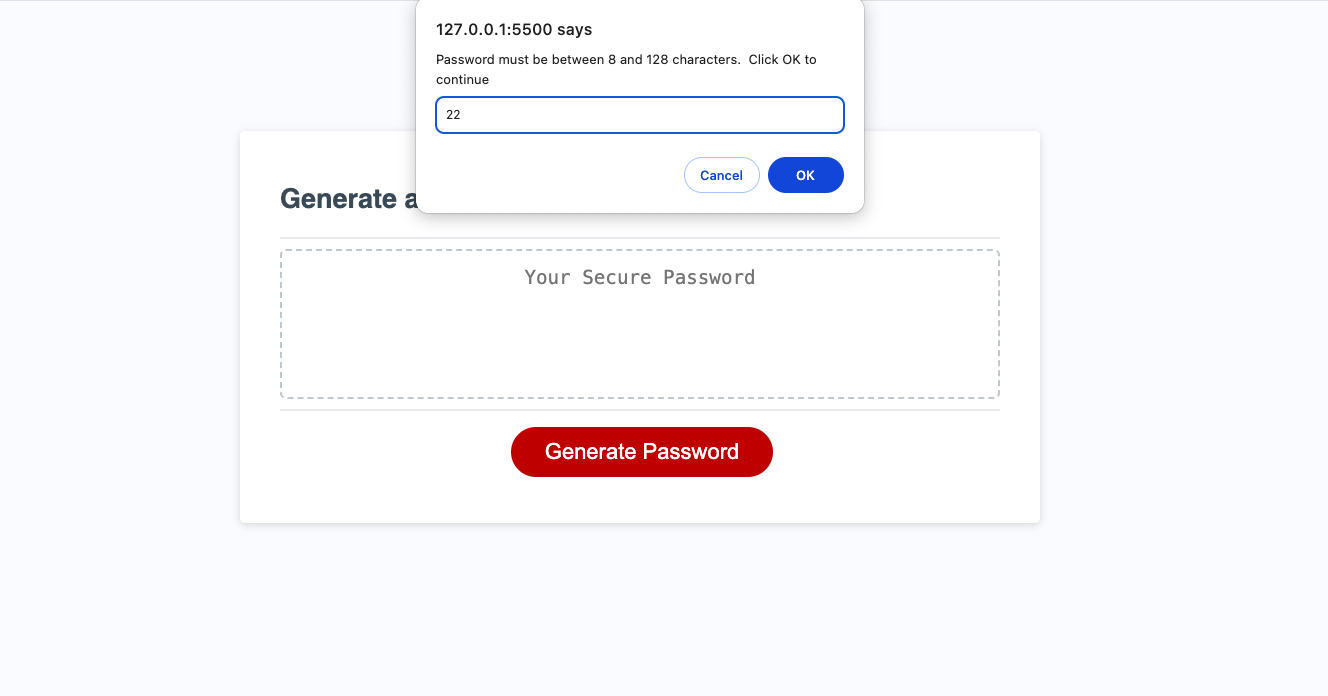 127.0.0.1:5500 says
Password must be between 8 and 128 characters.  Click OK to
continue
22
Cancel
OK
Generate a
Your Secure Password
Generate Password